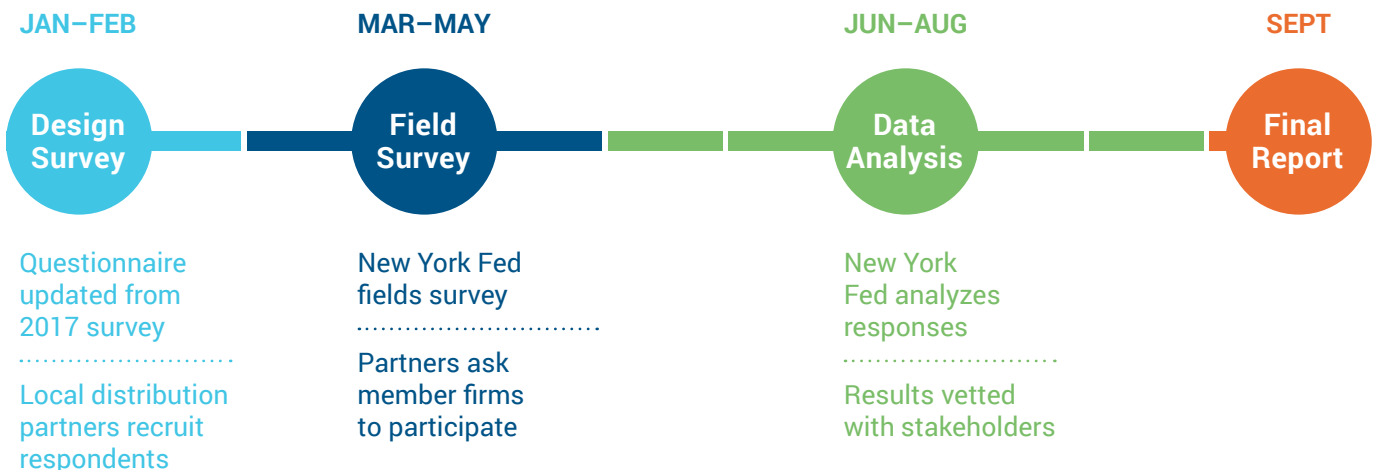 JAN–FEB
MAR–MAY
JUN–AUG
SEPT
Design
Survey
Field
Survey
Data
Analysis
Final
Report
Questionnaire
updated from
2017 survey
Local distribution
partners recruit
respondents
New York Fed
fields survey
Partners ask
member firms
to participate
New York
Fed analyzes
responses
Results vetted
with stakeholders